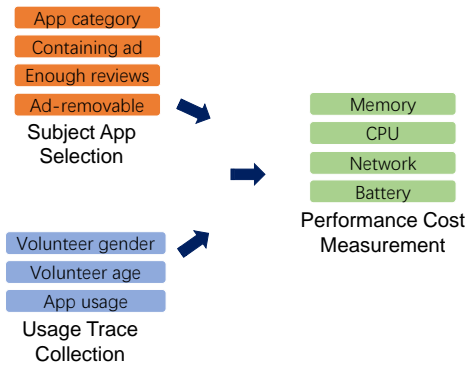 App category
Containing ad
Enough reviews
Ad-removable
Subject App
Selection
Volunteer gender
Volunteer age
App usage
Usage Trace
Collection
Memory
CPU
Network
Battery
Performance Cost
Measurement